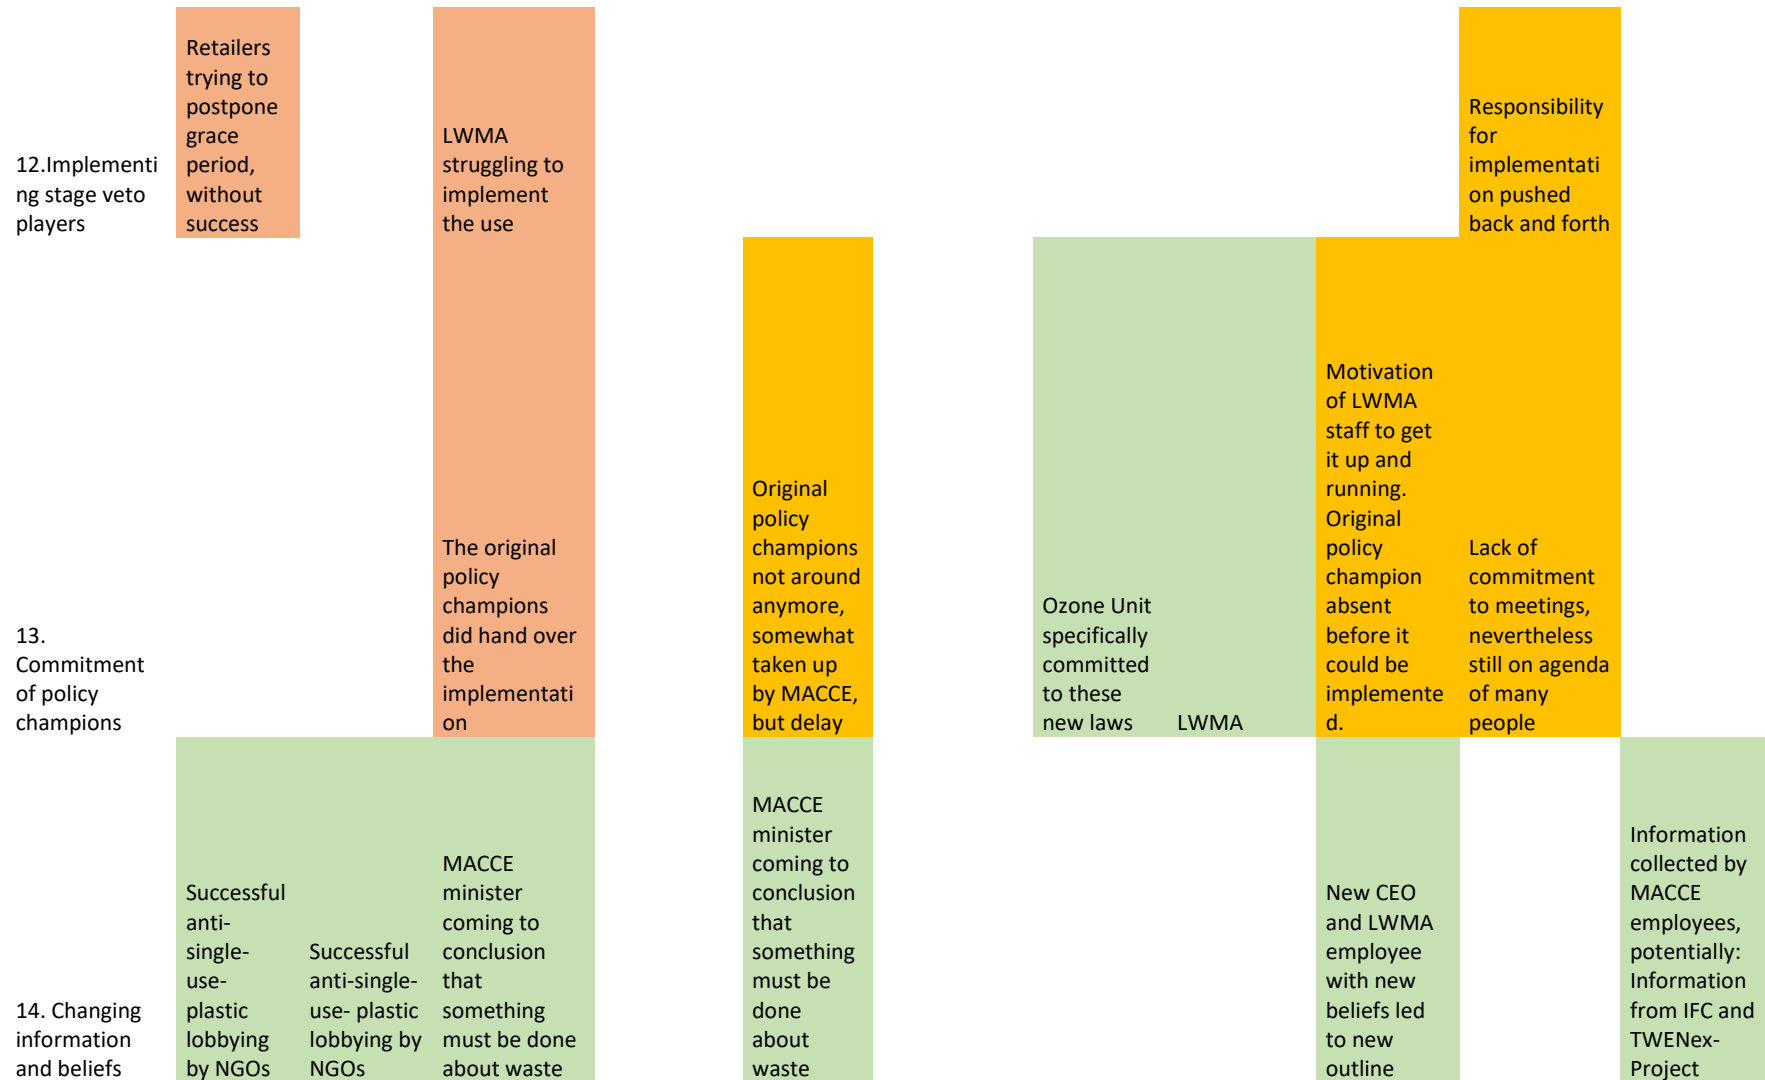 12.Implementi
ng stage veto
players
Retailers
trying to
postpone
grace
period,
without
success
LWMA
struggling to
implement
the use
Responsibility
for
implementati
on pushed
back and forth
13.
Commitment
of policy
champions
The original
policy
champions
did hand over
the
implementati
on
Original
policy
champions
not around
anymore,
somewhat
taken up
by MACCE,
but delay
Ozone Unit
specifically
committed
to these
new laws
LWMA
Motivation
of LWMA
staff to get
it up and
running.
Original
policy
champion
absent
before it
could be
implemente
d.
Lack of
commitment
to meetings,
nevertheless
still on agenda
of many
people
14. Changing
information
and beliefs
Successful
anti-
single-
use-
plastic
lobbying
by NGOs
Successful
anti-single-
use- plastic
lobbying by
NGOs
MACCE
minister
coming to
conclusion
that
something
must be done
about waste
MACCE
minister
coming to
conclusion
that
something
must be
done
about
waste
New CEO
and LWMA
employee
with new
beliefs led
to new
outline
Information
collected by
MACCE
employees,
potentially:
Information
from IFC and
TWENex-
Project